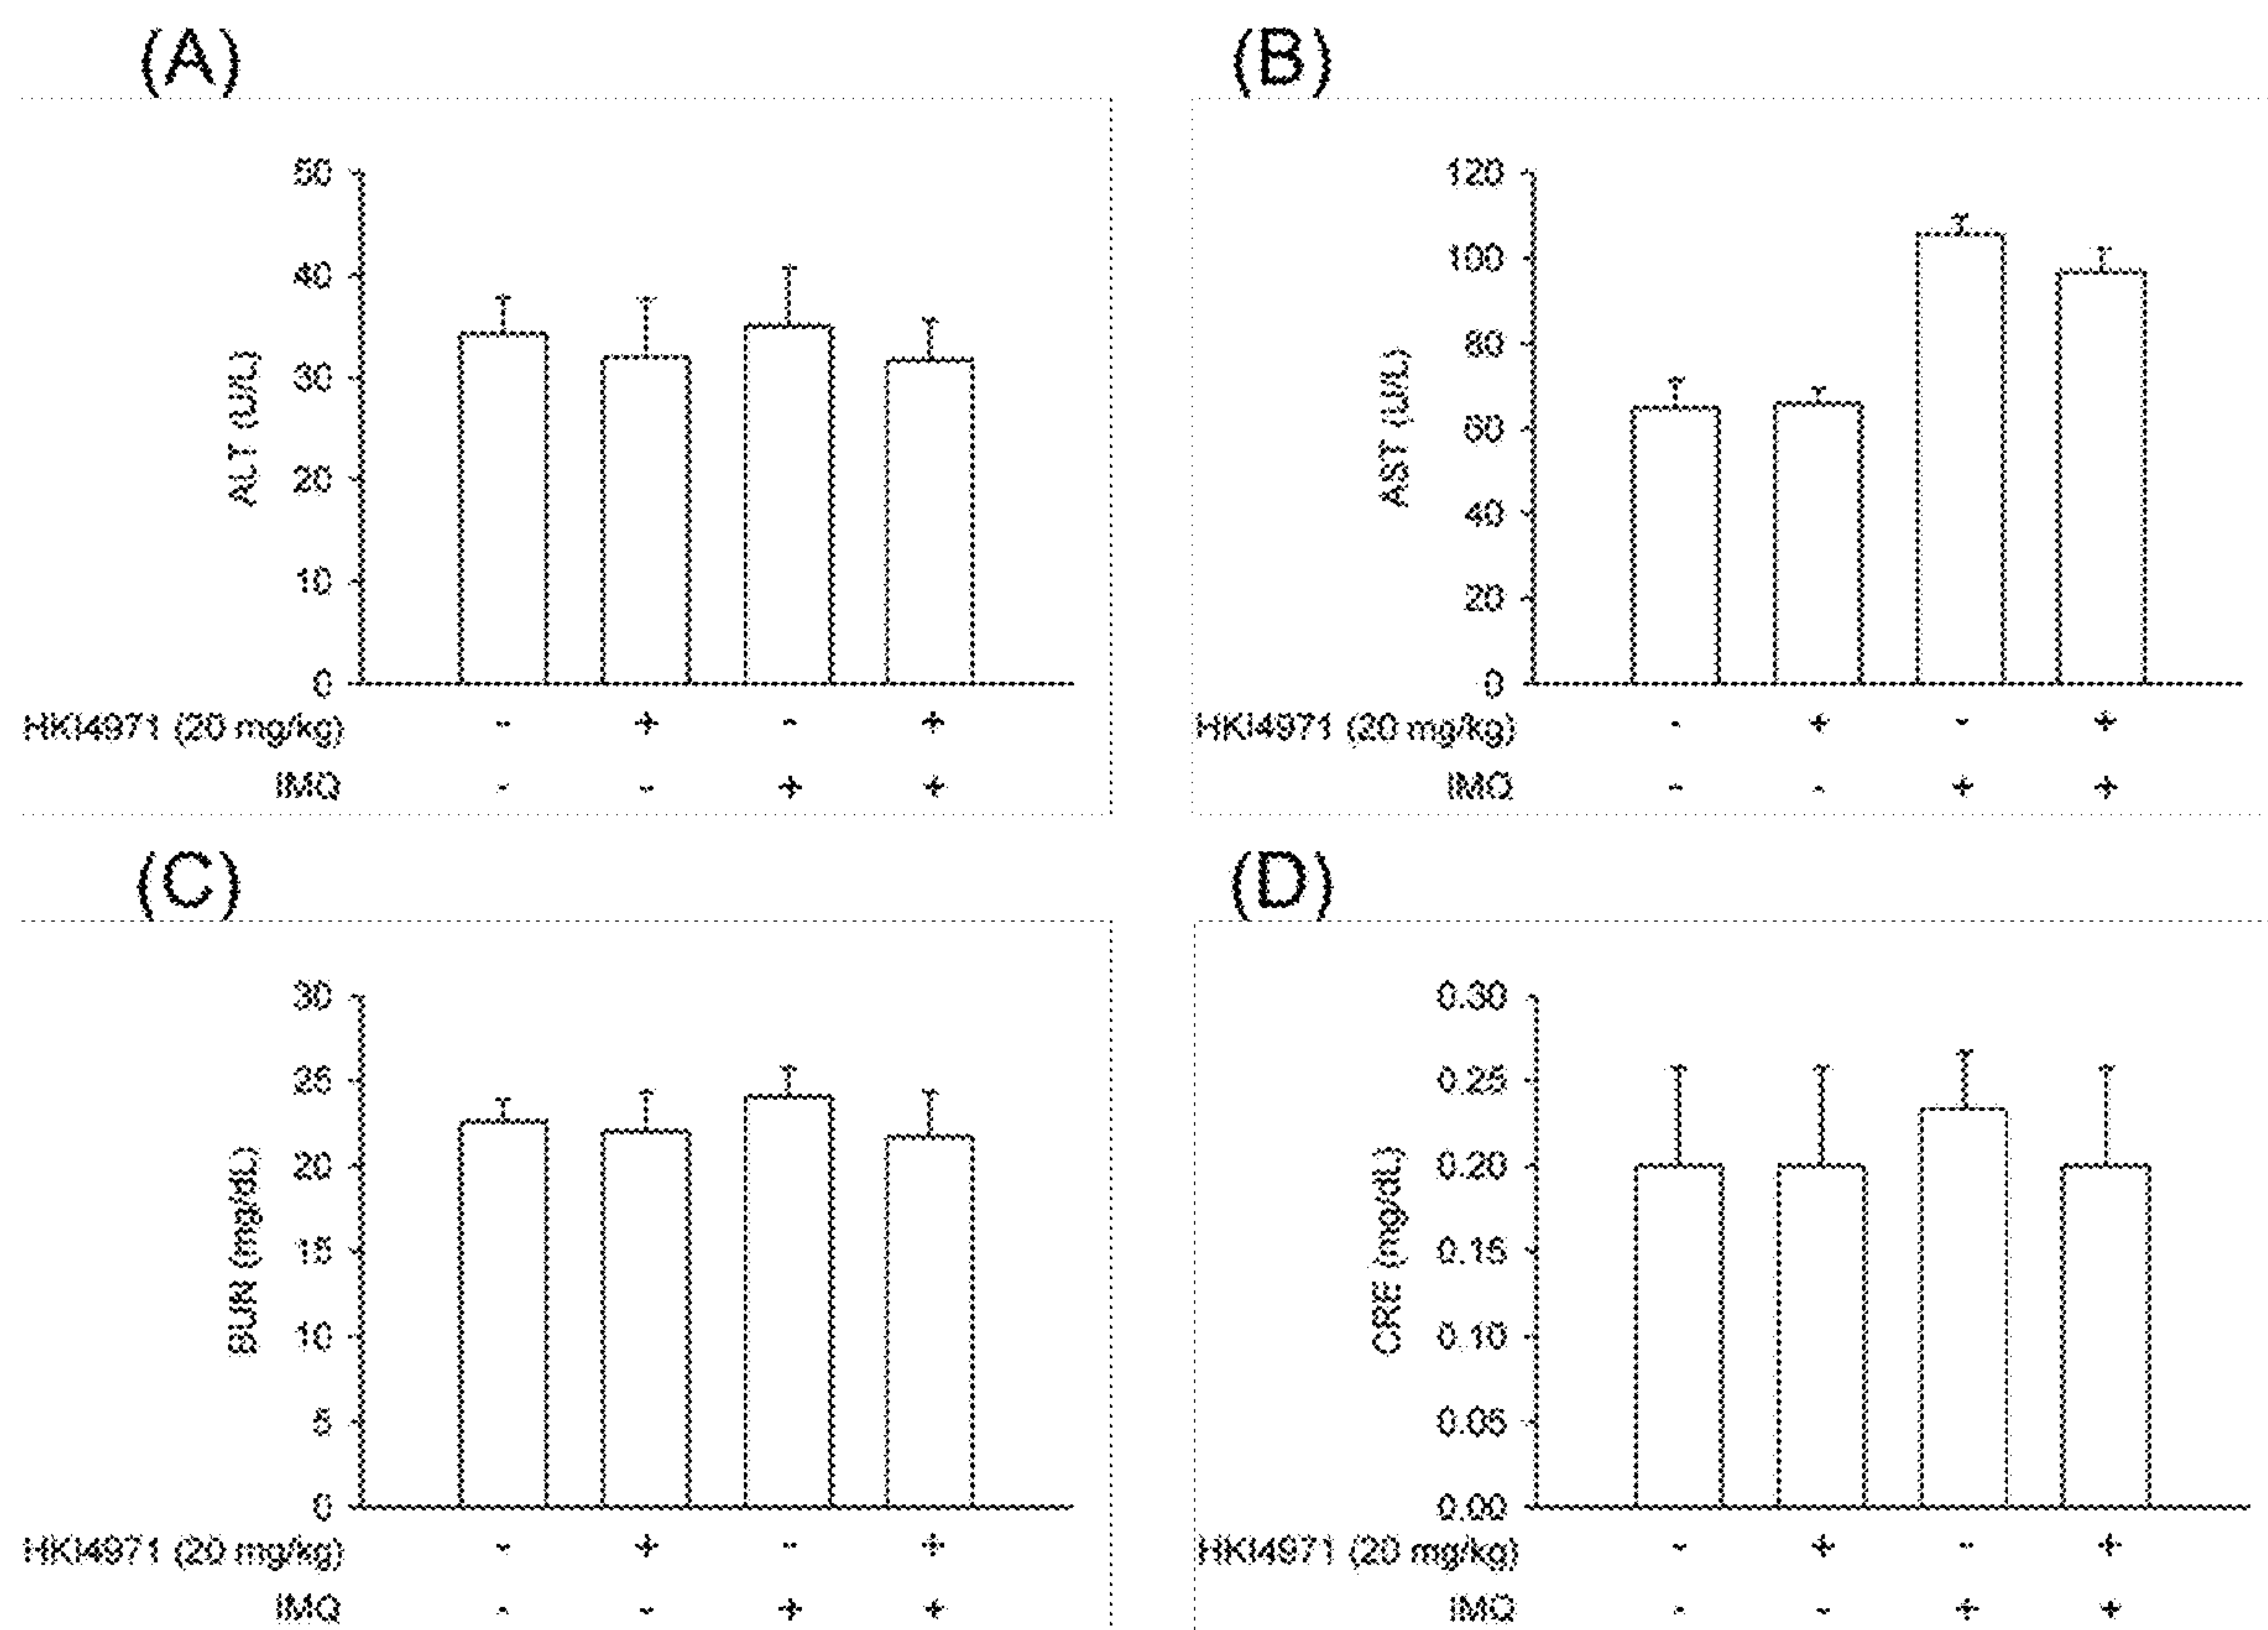 (A)
50
40
30
20
10
0
ALT (U/L)
HKI4971 (20 mg/kg) - + - +
IMQ - - + +
(B)
120
100
80
60
40
20
0
AST (U/L)
HKI4971 (20 mg/kg) - + - +
IMQ - - + +
(C)
30
25
20
15
10
5
0
BUN (mg/dL)
HKI4971 (20 mg/kg) - + - +
IMQ - - + +
(D)
0.30
0.25
0.20
0.15
0.10
0.05
0.00
CRE (mg/dL)
HKI4971 (20 mg/kg) - + - +
IMQ - - + +